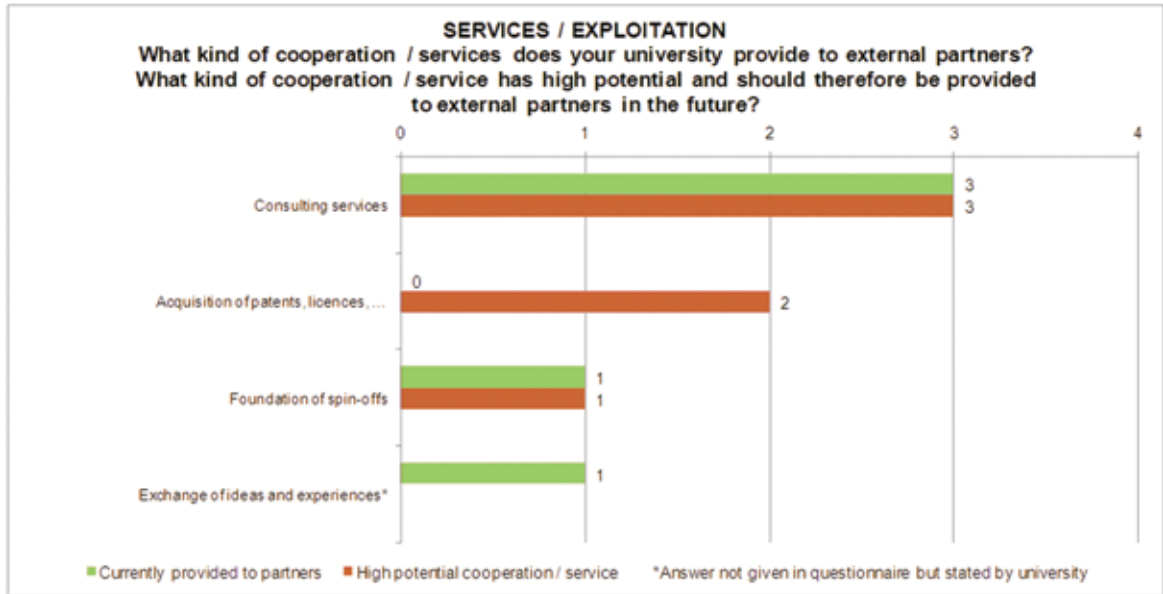 SERVICES / EXPLOITATION
What kind of cooperation / services does your university provide to external partners?
What kind of cooperation / service has high potential and should therefore be provided
to external partners in the future?
0 1 2 3 4
3
Consulting services
3
0
Acquisition of patents, licences, ...
2
1
Foundation of spin-offs
1
1
Exchange of ideas and experiences*
Currently provided to partners High potential cooperation / service *Answer not given in questionnaire but stated by university